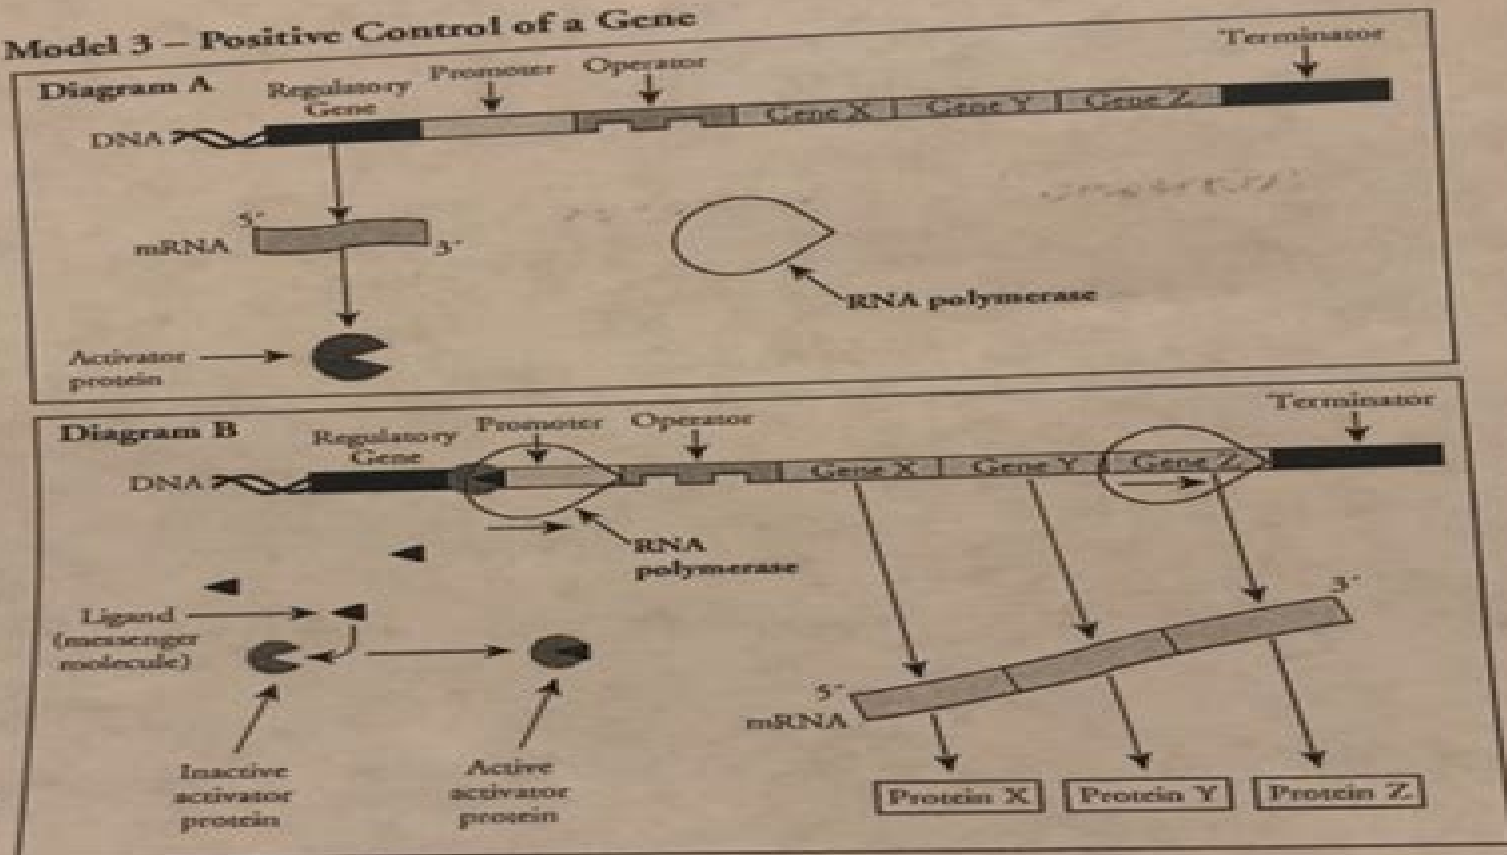 Model 3 – Positive Control of a Gene
Diagram A
Regulatory
Gene
Promoter
Operator
Terminator
DNA
Gene X
Gene Y
Gene Z
5'
mRNA
3'
RNA polymerase
Activator
protein
Diagram B
Regulatory
Gene
Promoter
Operator
Terminator
DNA
Gene X
Gene Y
Gene Z
RNA
polymerase
Ligand
(messenger
molecule)
3'
5'
mRNA
Inactive
activator
protein
Active
activator
protein
Protein X
Protein Y
Protein Z